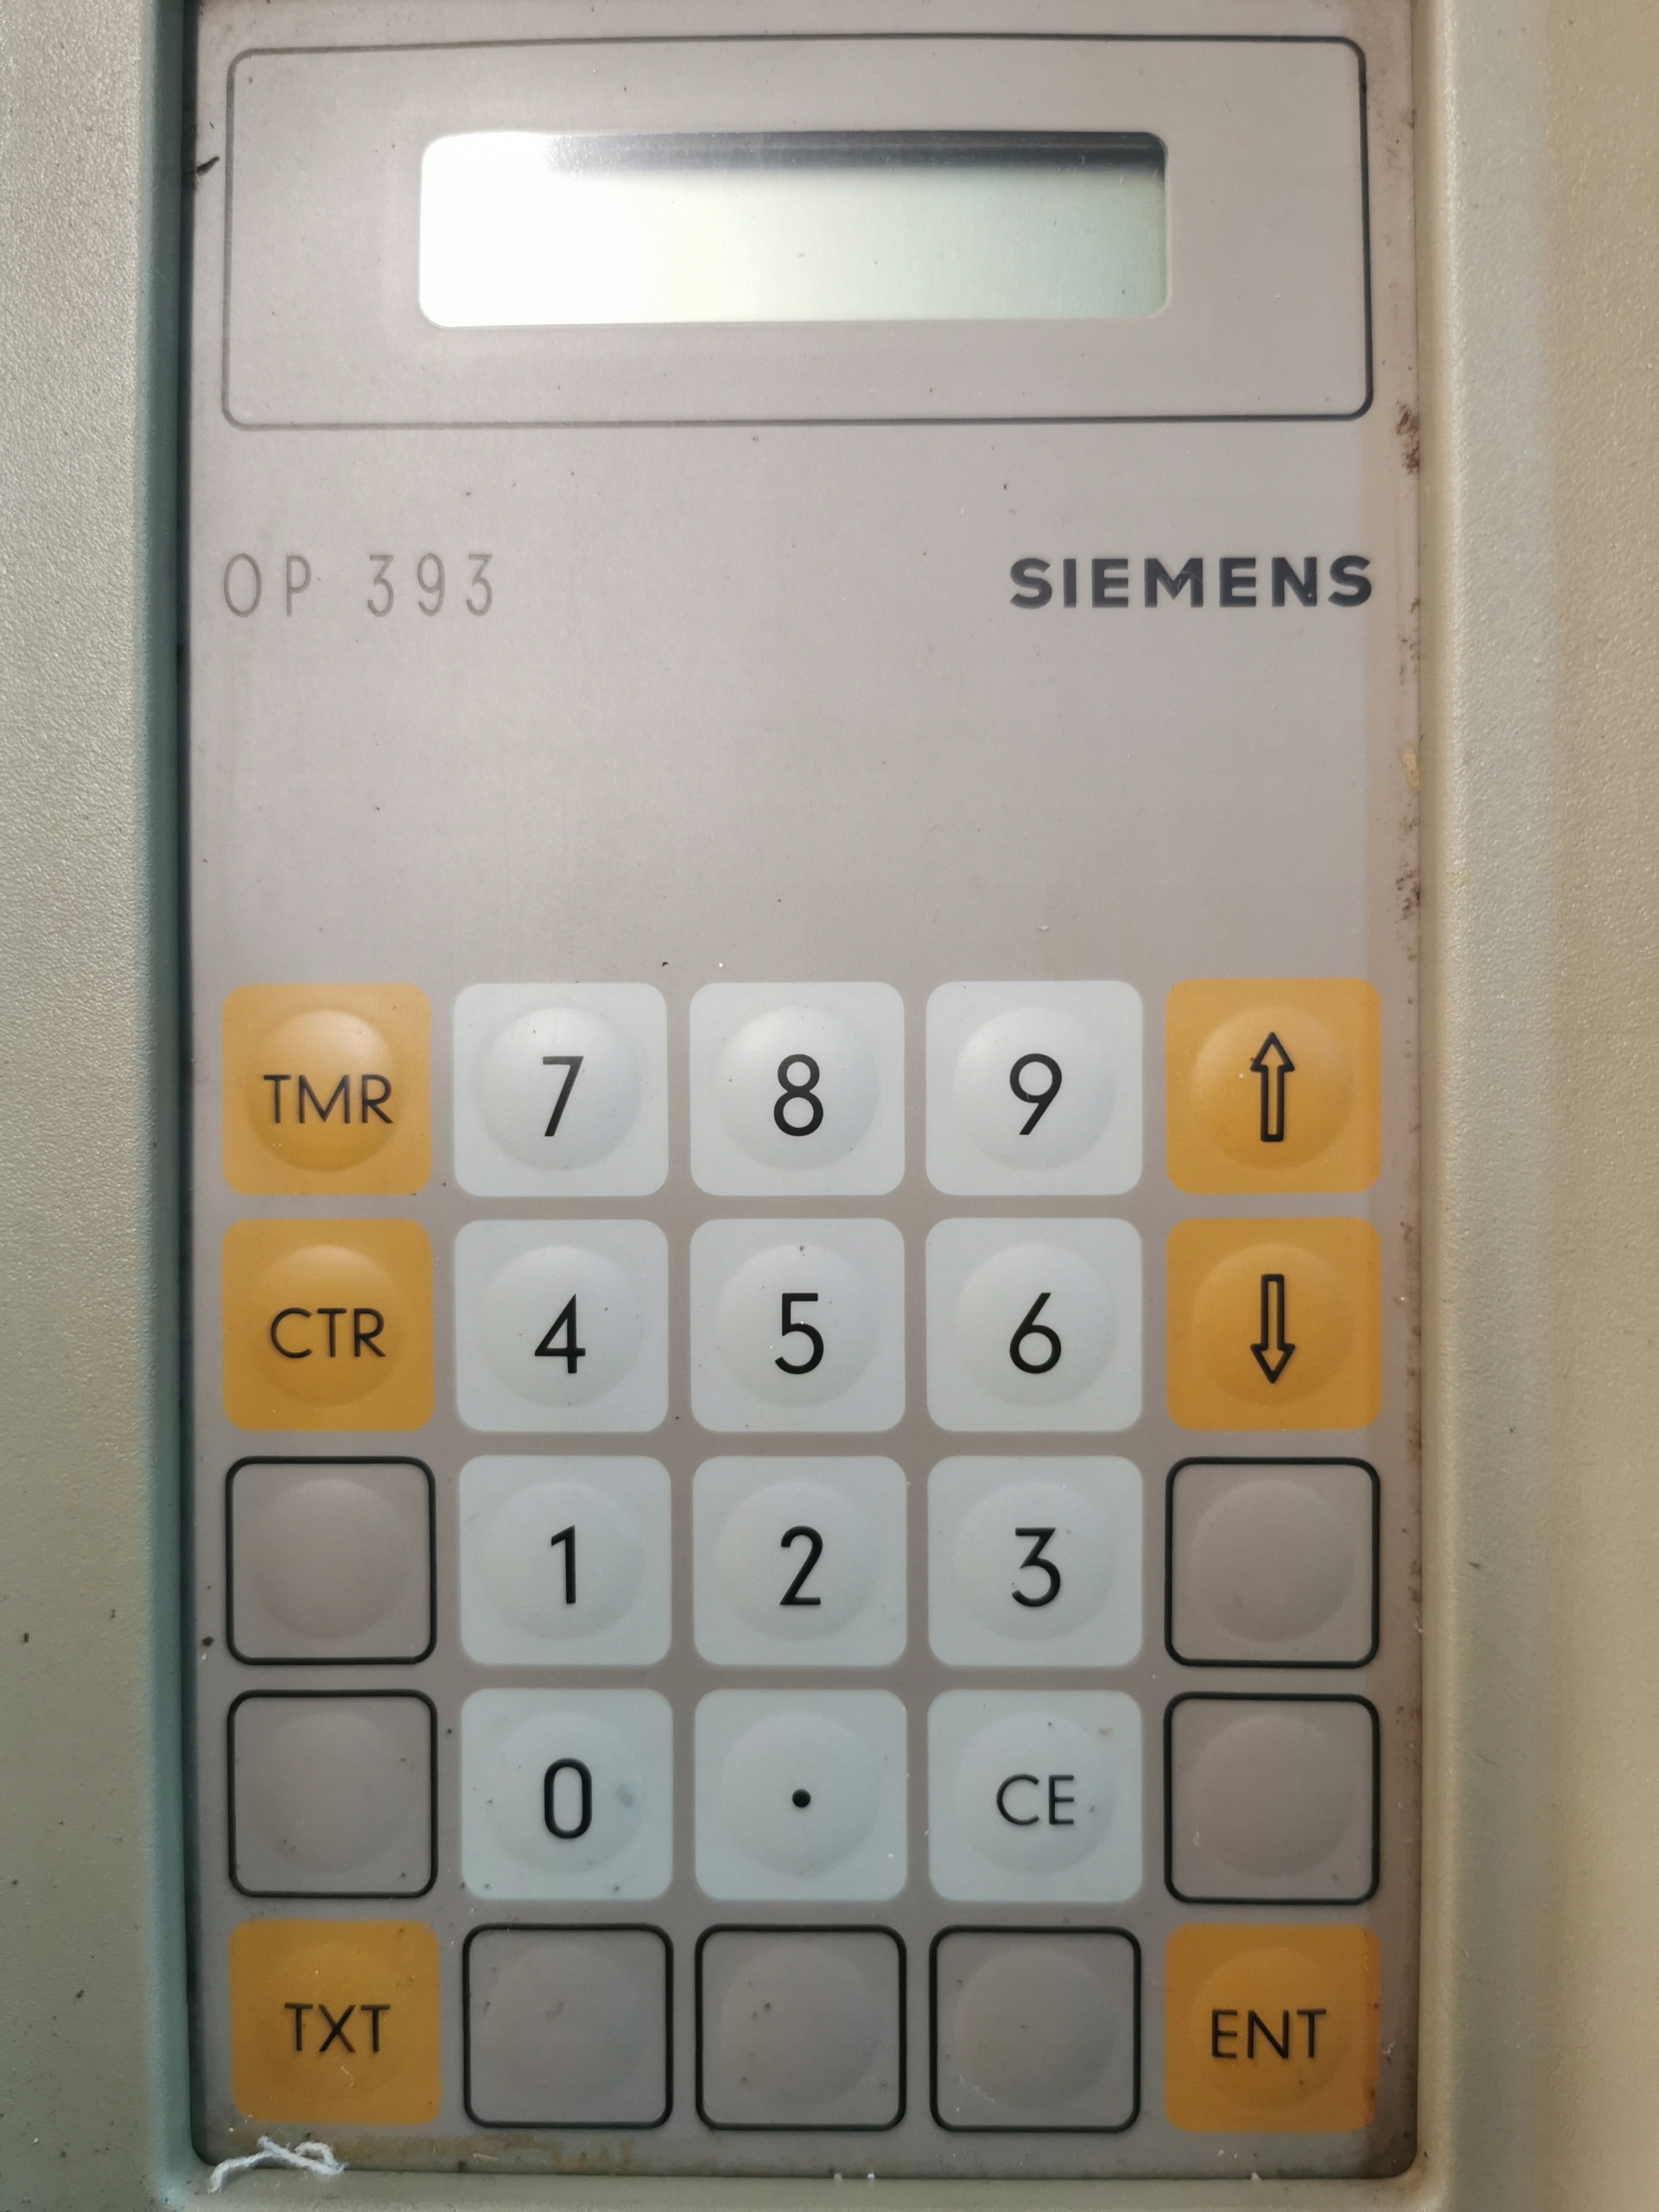 OP 393 SIEMENS
TMR 7 8 9
CTR 4 5 6
1 2 3
0 . CE
TXT ENT